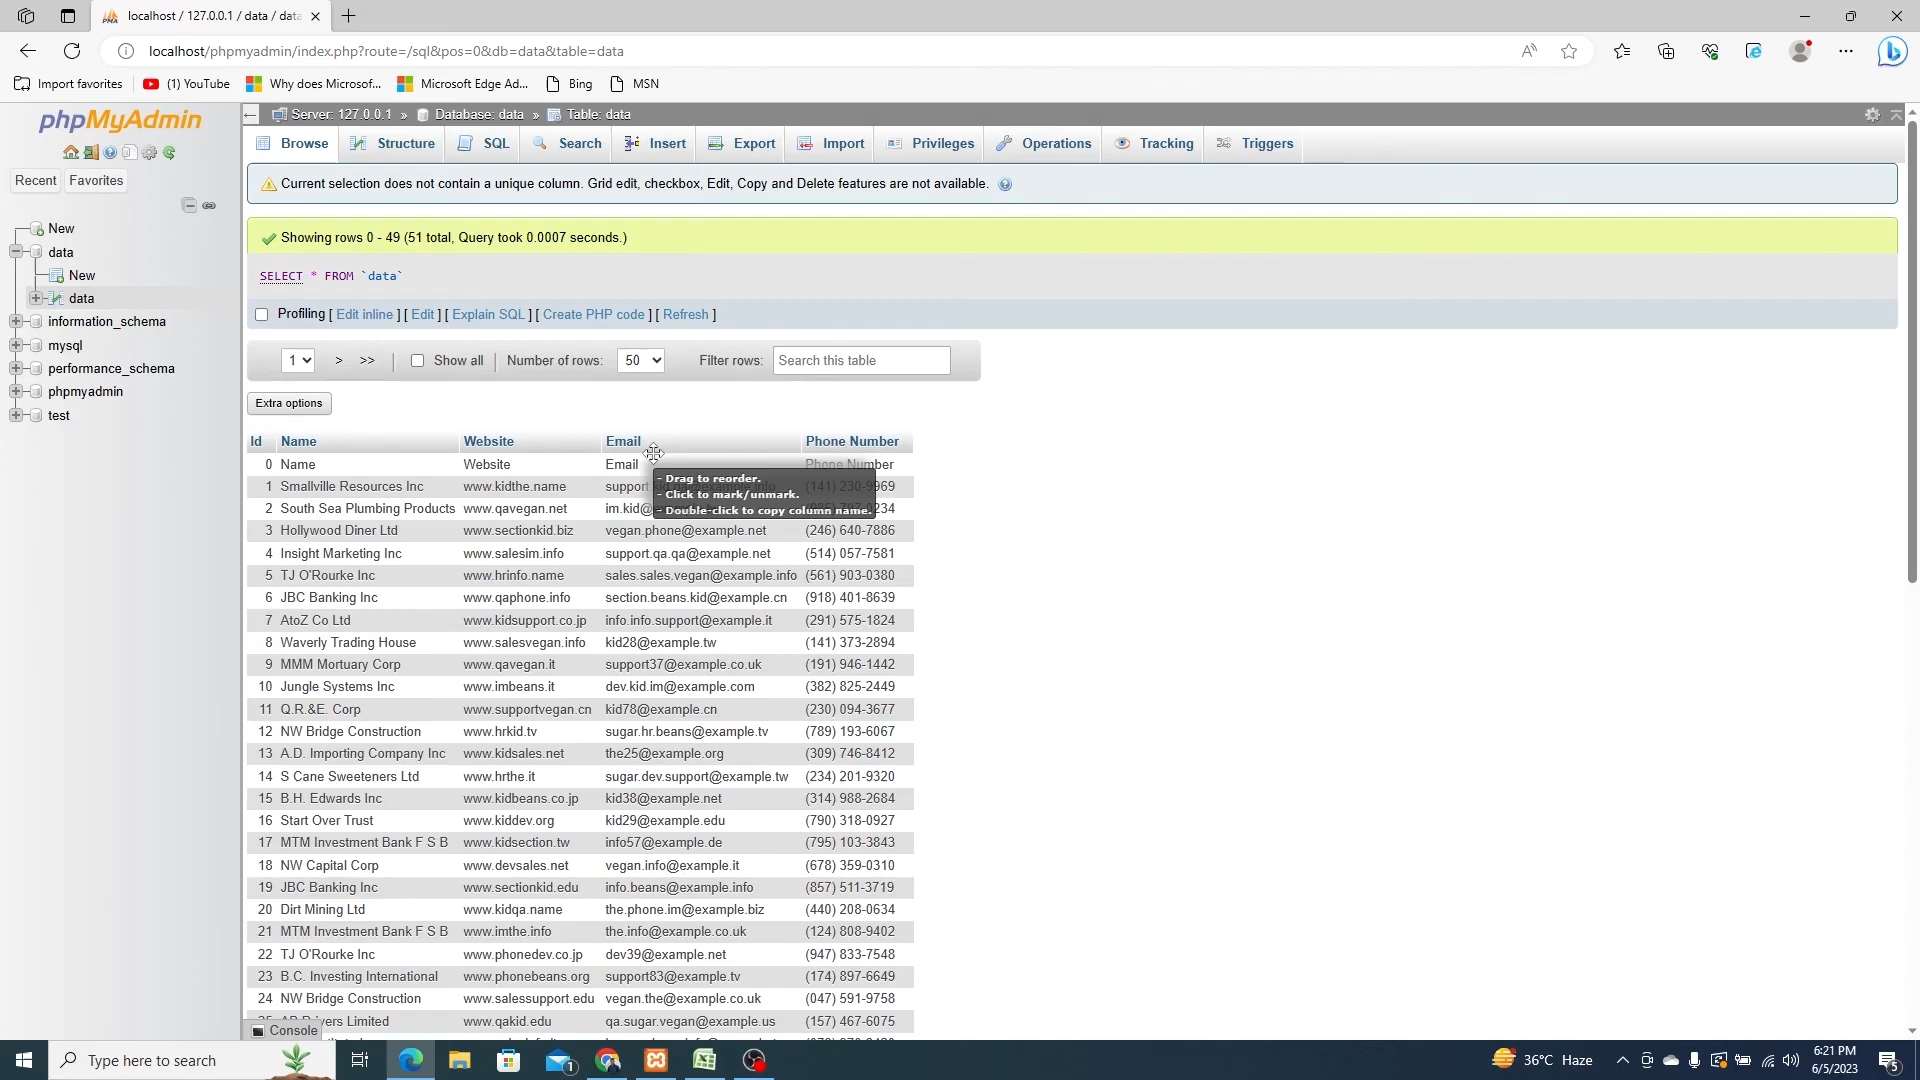 localhost / 127.0.0.1 / data / data
localhost/phpmyadmin/index.php?route=/sql&pos=0&db=data&table=data
Import favorites
(1) YouTube
Why does Microsof...
Microsoft Edge Ad...
Bing
MSN
phpMyAdmin
Recent Favorites
New
data
New
data
information_schema
mysql
performance_schema
phpmyadmin
test
Server: 127.0.0.1 » Database: data » Table: data
Browse Structure SQL Search Insert Export Import Privileges Operations Tracking Triggers
Current selection does not contain a unique column. Grid edit, checkbox, Edit, Copy and Delete features are not available.
Showing rows 0 - 49 (51 total, Query took 0.0007 seconds.)
SELECT * FROM `data`
Profiling [ Edit inline ] [ Edit ] [ Explain SQL ] [ Create PHP code ] [ Refresh ]
1 > >> | Show all | Number of rows: 50 Filter rows: Search this table
Extra options
Id Name Website Email Phone Number
0 Name Website Email Phone Number
1 Smallville Resources Inc www.kidthe.name (141) 230-9969
2 South Sea Plumbing Products www.qavegan.net im.kid@
- Drag to reorder.
- Click to mark/unmark.
- Double-click to copy column name.
3 Hollywood Diner Ltd www.sectionkid.biz vegan.phone@example.net (246) 640-7886
4 Insight Marketing Inc www.salesim.info support.qa.qa@example.net (514) 057-7581
5 TJ O'Rourke Inc www.hrinfo.name sales.sales.vegan@example.info (561) 903-0380
6 JBC Banking Inc www.qaphone.info section.beans.kid@example.cn (918) 401-8639
7 AtoZ Co Ltd www.kidsupport.co.jp info.info.support@example.it (291) 575-1824
8 Waverly Trading House www.salesvegan.info kid28@example.tw (141) 373-2894
9 MMM Mortuary Corp www.qavegan.it support37@example.co.uk (191) 946-1442
10 Jungle Systems Inc www.imbeans.it dev.kid.im@example.com (382) 825-2449
11 Q.R.&E. Corp www.supportvegan.cn kid78@example.cn (230) 094-3677
12 NW Bridge Construction www.hrkid.tv sugar.hr.beans@example.tv (789) 193-6067
13 A.D. Importing Company Inc www.kidsales.net the25@example.org (309) 746-8412
14 S Cane Sweeteners Ltd www.hrthe.it sugar.dev.support@example.tw (234) 201-9320
15 B.H. Edwards Inc www.kidbeans.co.jp kid38@example.net (314) 988-2684
16 Start Over Trust www.kiddev.org kid29@example.edu (790) 318-0927
17 MTM Investment Bank F S B www.kidsection.tw info57@example.de (795) 103-3843
18 NW Capital Corp www.devsales.net vegan.info@example.it (678) 359-0310
19 JBC Banking Inc www.sectionkid.edu info.beans@example.info (857) 511-3719
20 Dirt Mining Ltd www.kidqa.name the.phone.im@example.biz (440) 208-0634
21 MTM Investment Bank F S B www.imthe.info the.info@example.co.uk (124) 808-9402
22 TJ O'Rourke Inc www.phonedev.co.jp dev39@example.net (947) 833-7548
23 B.C. Investing International www.phonebeans.org support83@example.tv (174) 897-6649
24 NW Bridge Construction www.salessupport.edu vegan.the@example.co.uk (047) 591-9758
Limited www.qakid.edu qa.sugar.vegan@example.us (157) 467-6075
Console
Type here to search
1
36°C Haze
6:21 PM
6/5/2023
5